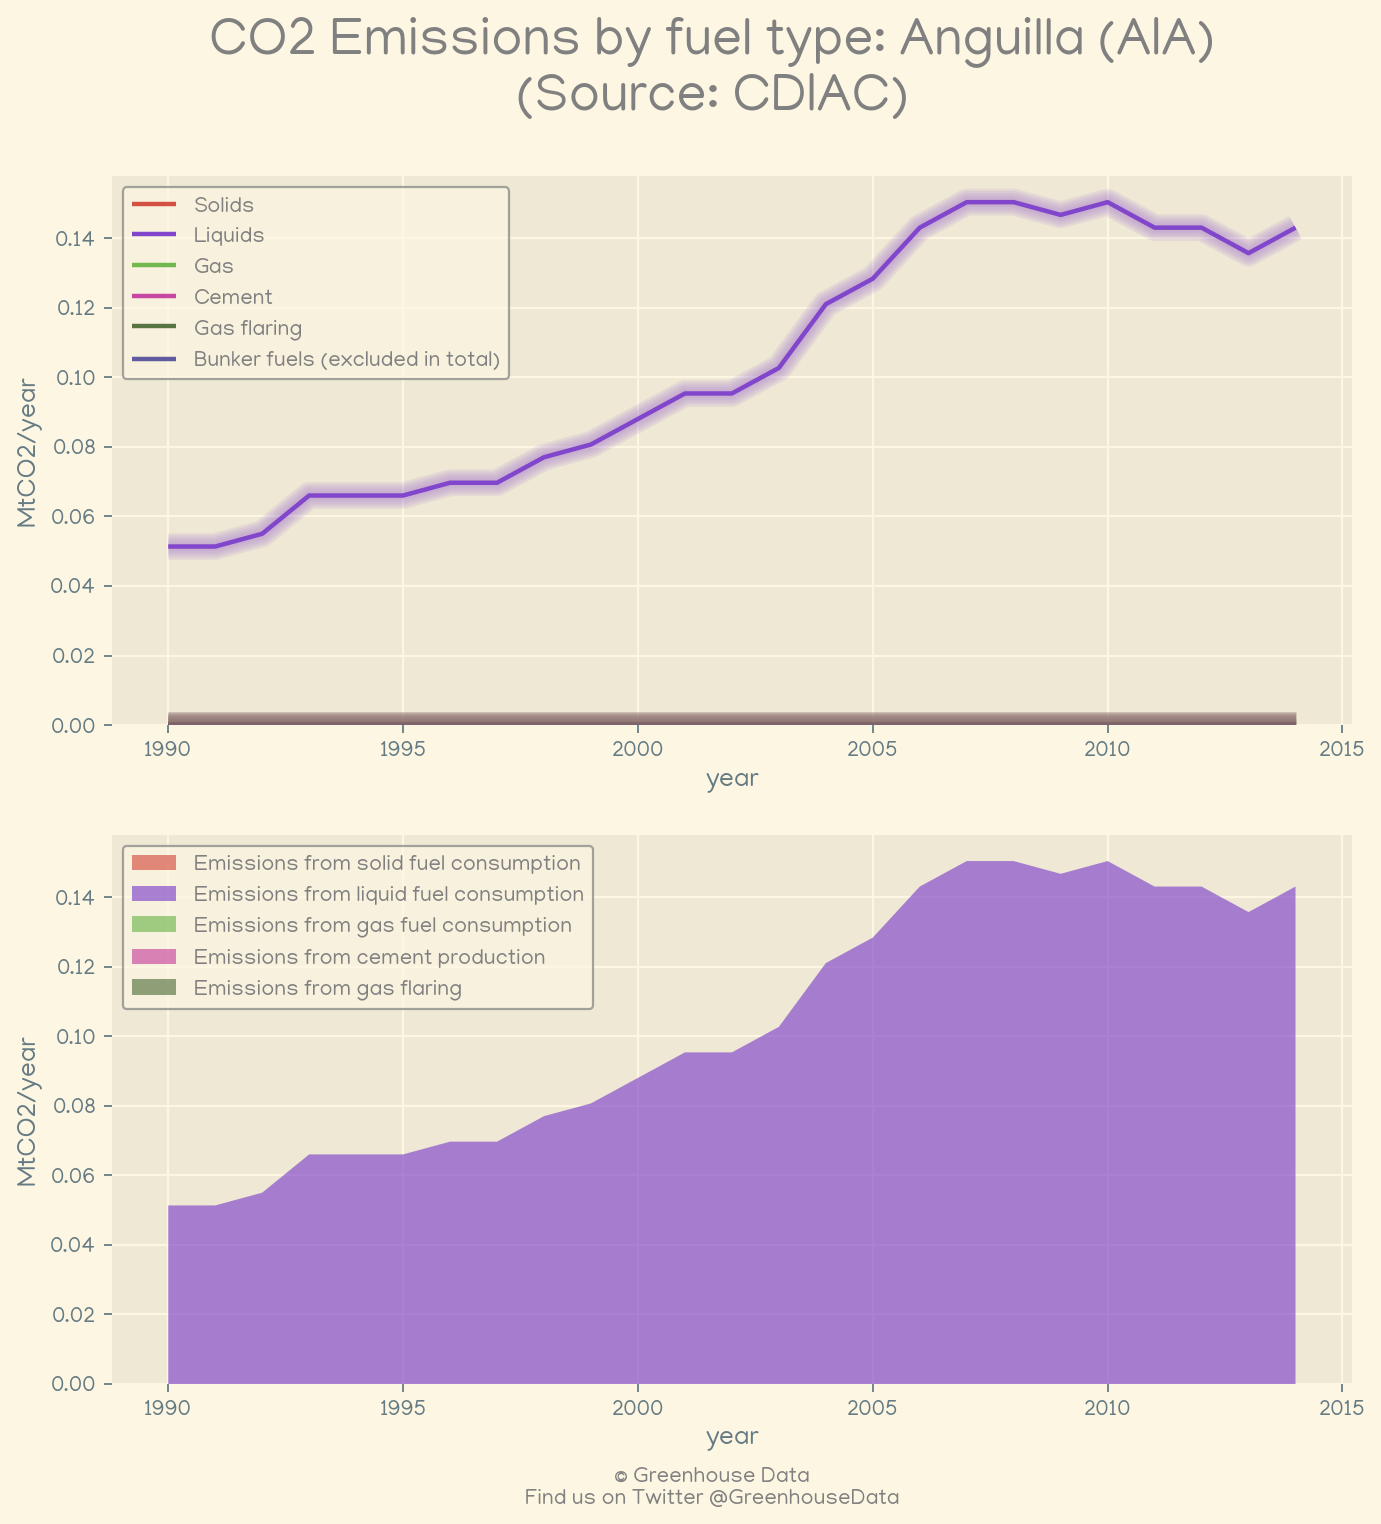 CO2 Emissions by fuel type: Anguilla (AIA)
(Source: CDIAC)
Solids
Liquids
Gas
Cement
Gas flaring
Bunker fuels (excluded in total)
MtCO2/year
0.14
0.12
0.10
0.08
0.06
0.04
0.02
0.00
1990 1995 2000 2005 2010 2015
year
Emissions from solid fuel consumption
Emissions from liquid fuel consumption
Emissions from gas fuel consumption
Emissions from cement production
Emissions from gas flaring
MtCO2/year
0.14
0.12
0.10
0.08
0.06
0.04
0.02
0.00
1990 1995 2000 2005 2010 2015
year
© Greenhouse Data
Find us on Twitter @GreenhouseData